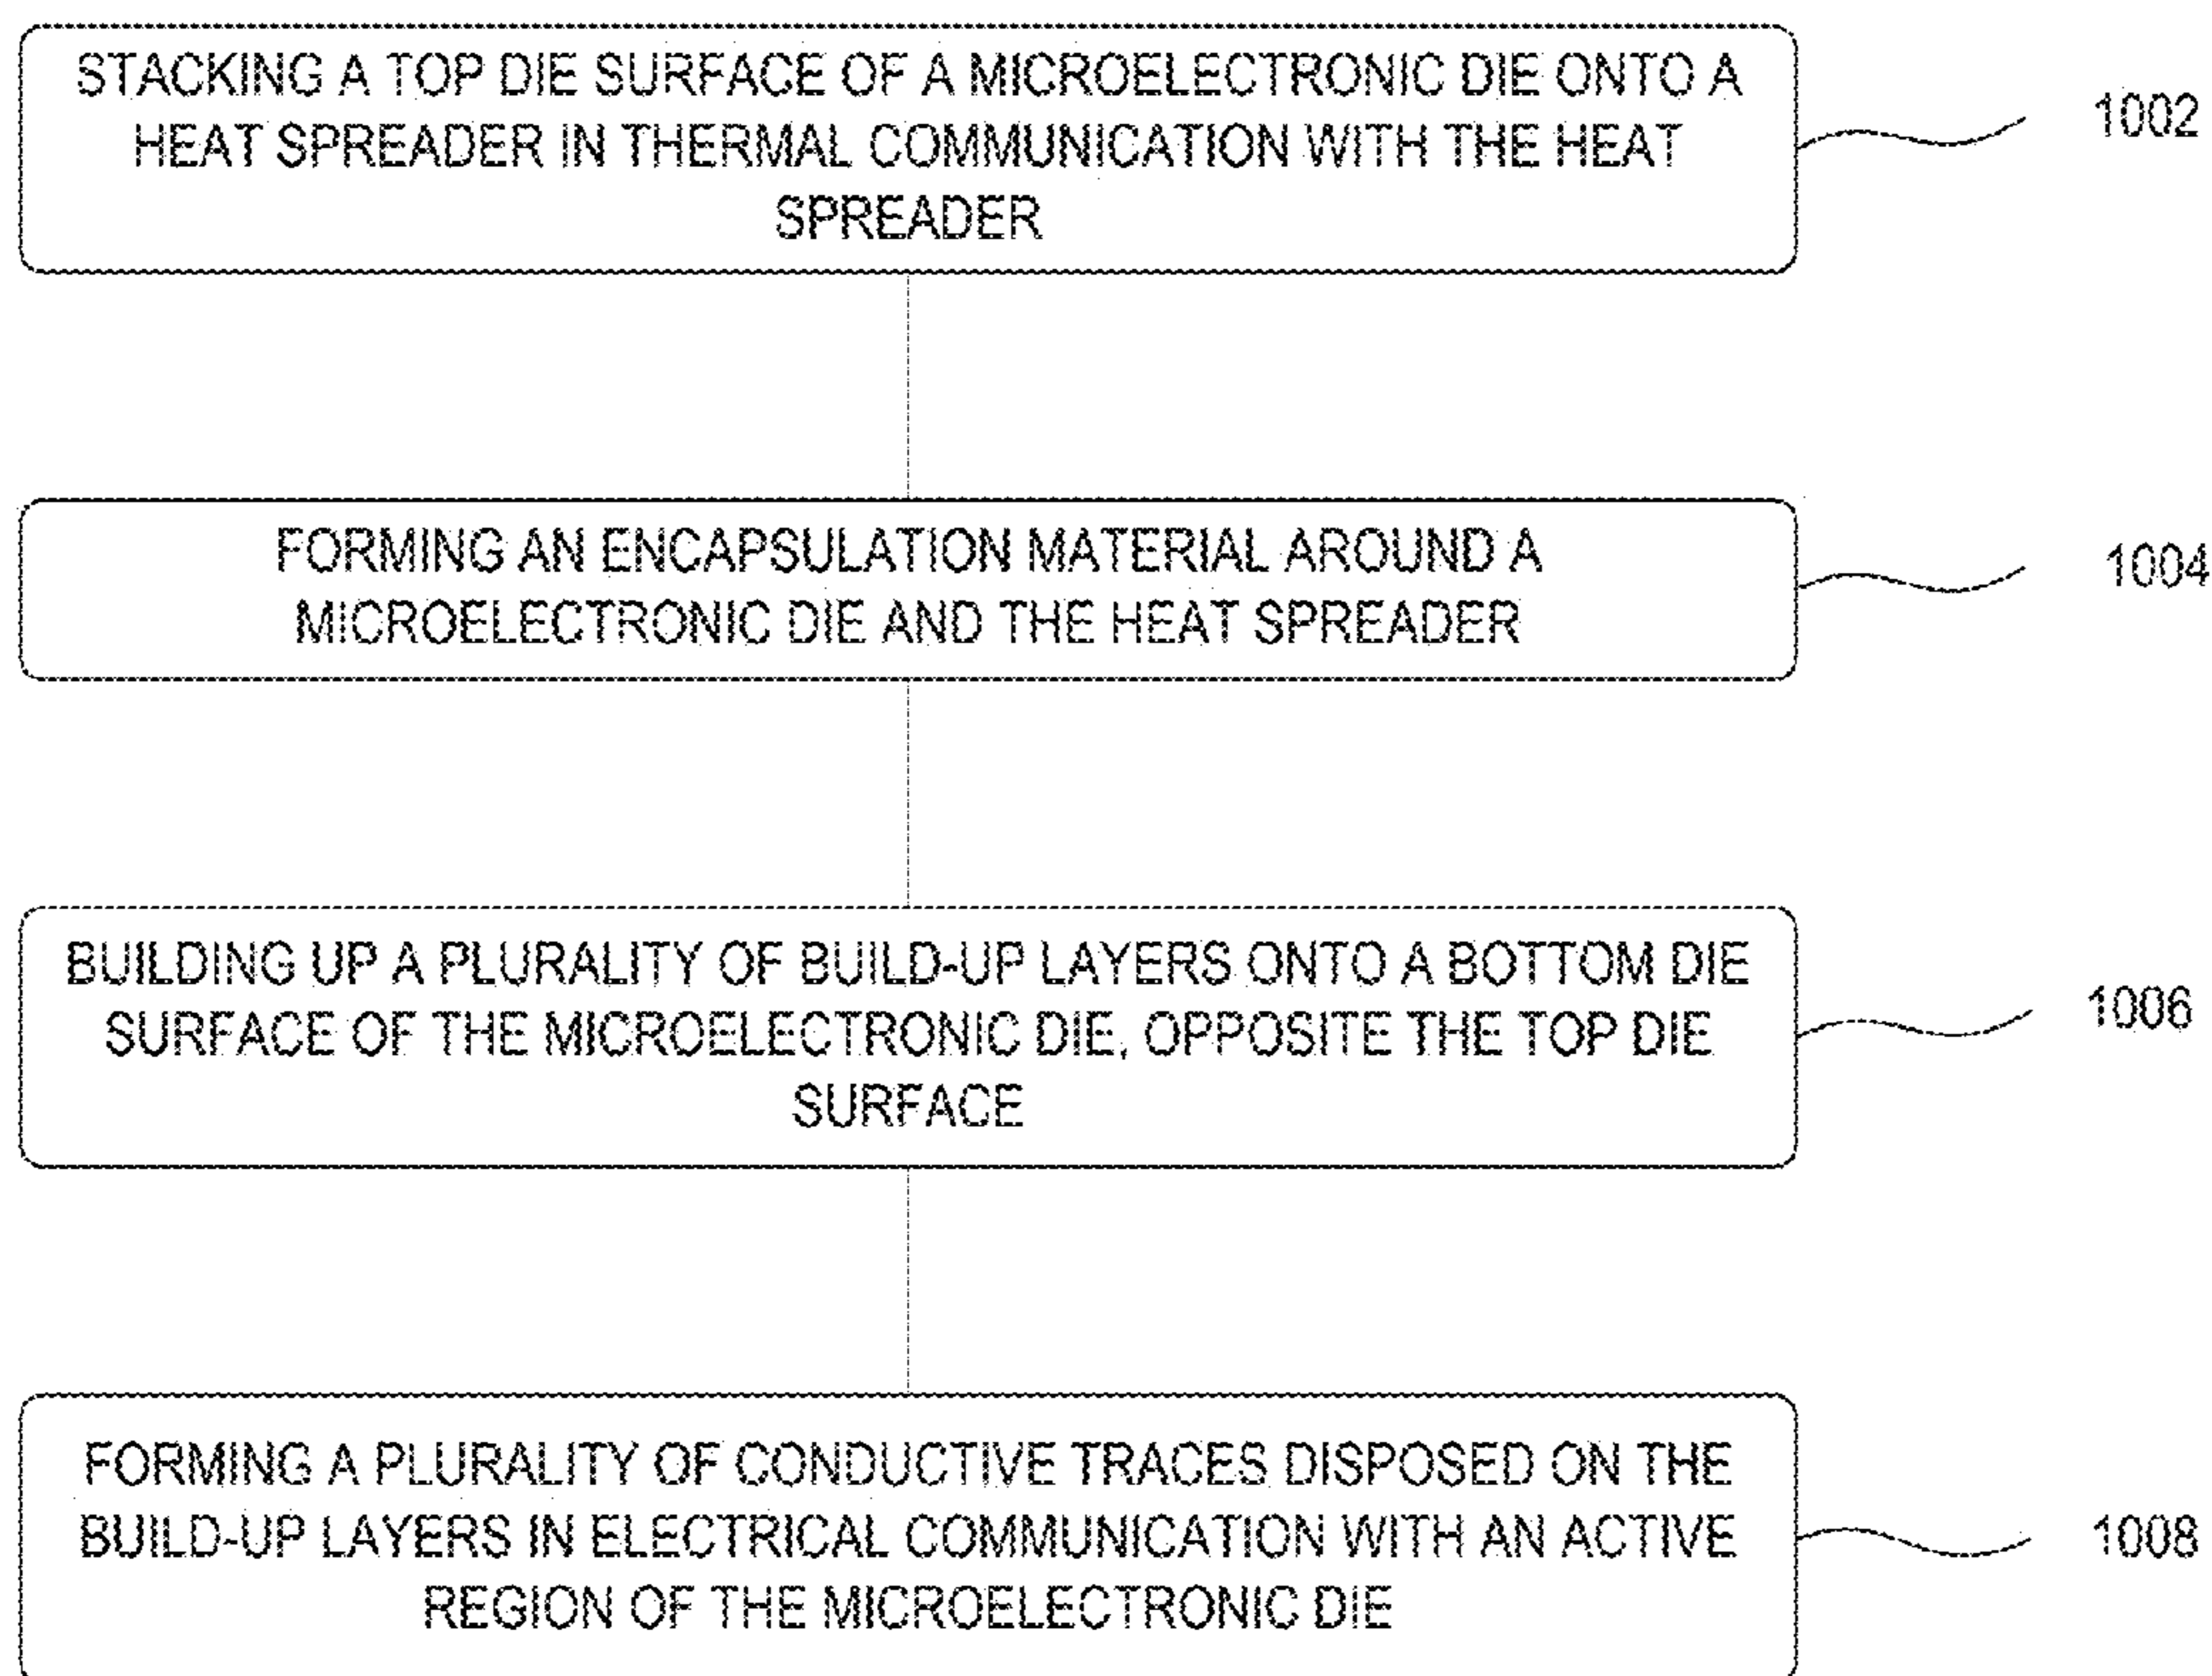 STACKING A TOP DIE SURFACE OF A MICROELECTRONIC DIE ONTO A
HEAT SPREADER IN THERMAL COMMUNICATION WITH THE HEAT
SPREADER
1002
FORMING AN ENCAPSULATION MATERIAL AROUND A
MICROELECTRONIC DIE AND THE HEAT SPREADER
1004
BUILDING UP A PLURALITY OF BUILD-UP LAYERS ONTO A BOTTOM DIE
SURFACE OF THE MICROELECTRONIC DIE, OPPOSITE THE TOP DIE
SURFACE
1006
FORMING A PLURALITY OF CONDUCTIVE TRACES DISPOSED ON THE
BUILD-UP LAYERS IN ELECTRICAL COMMUNICATION WITH AN ACTIVE
REGION OF THE MICROELECTRONIC DIE
1008